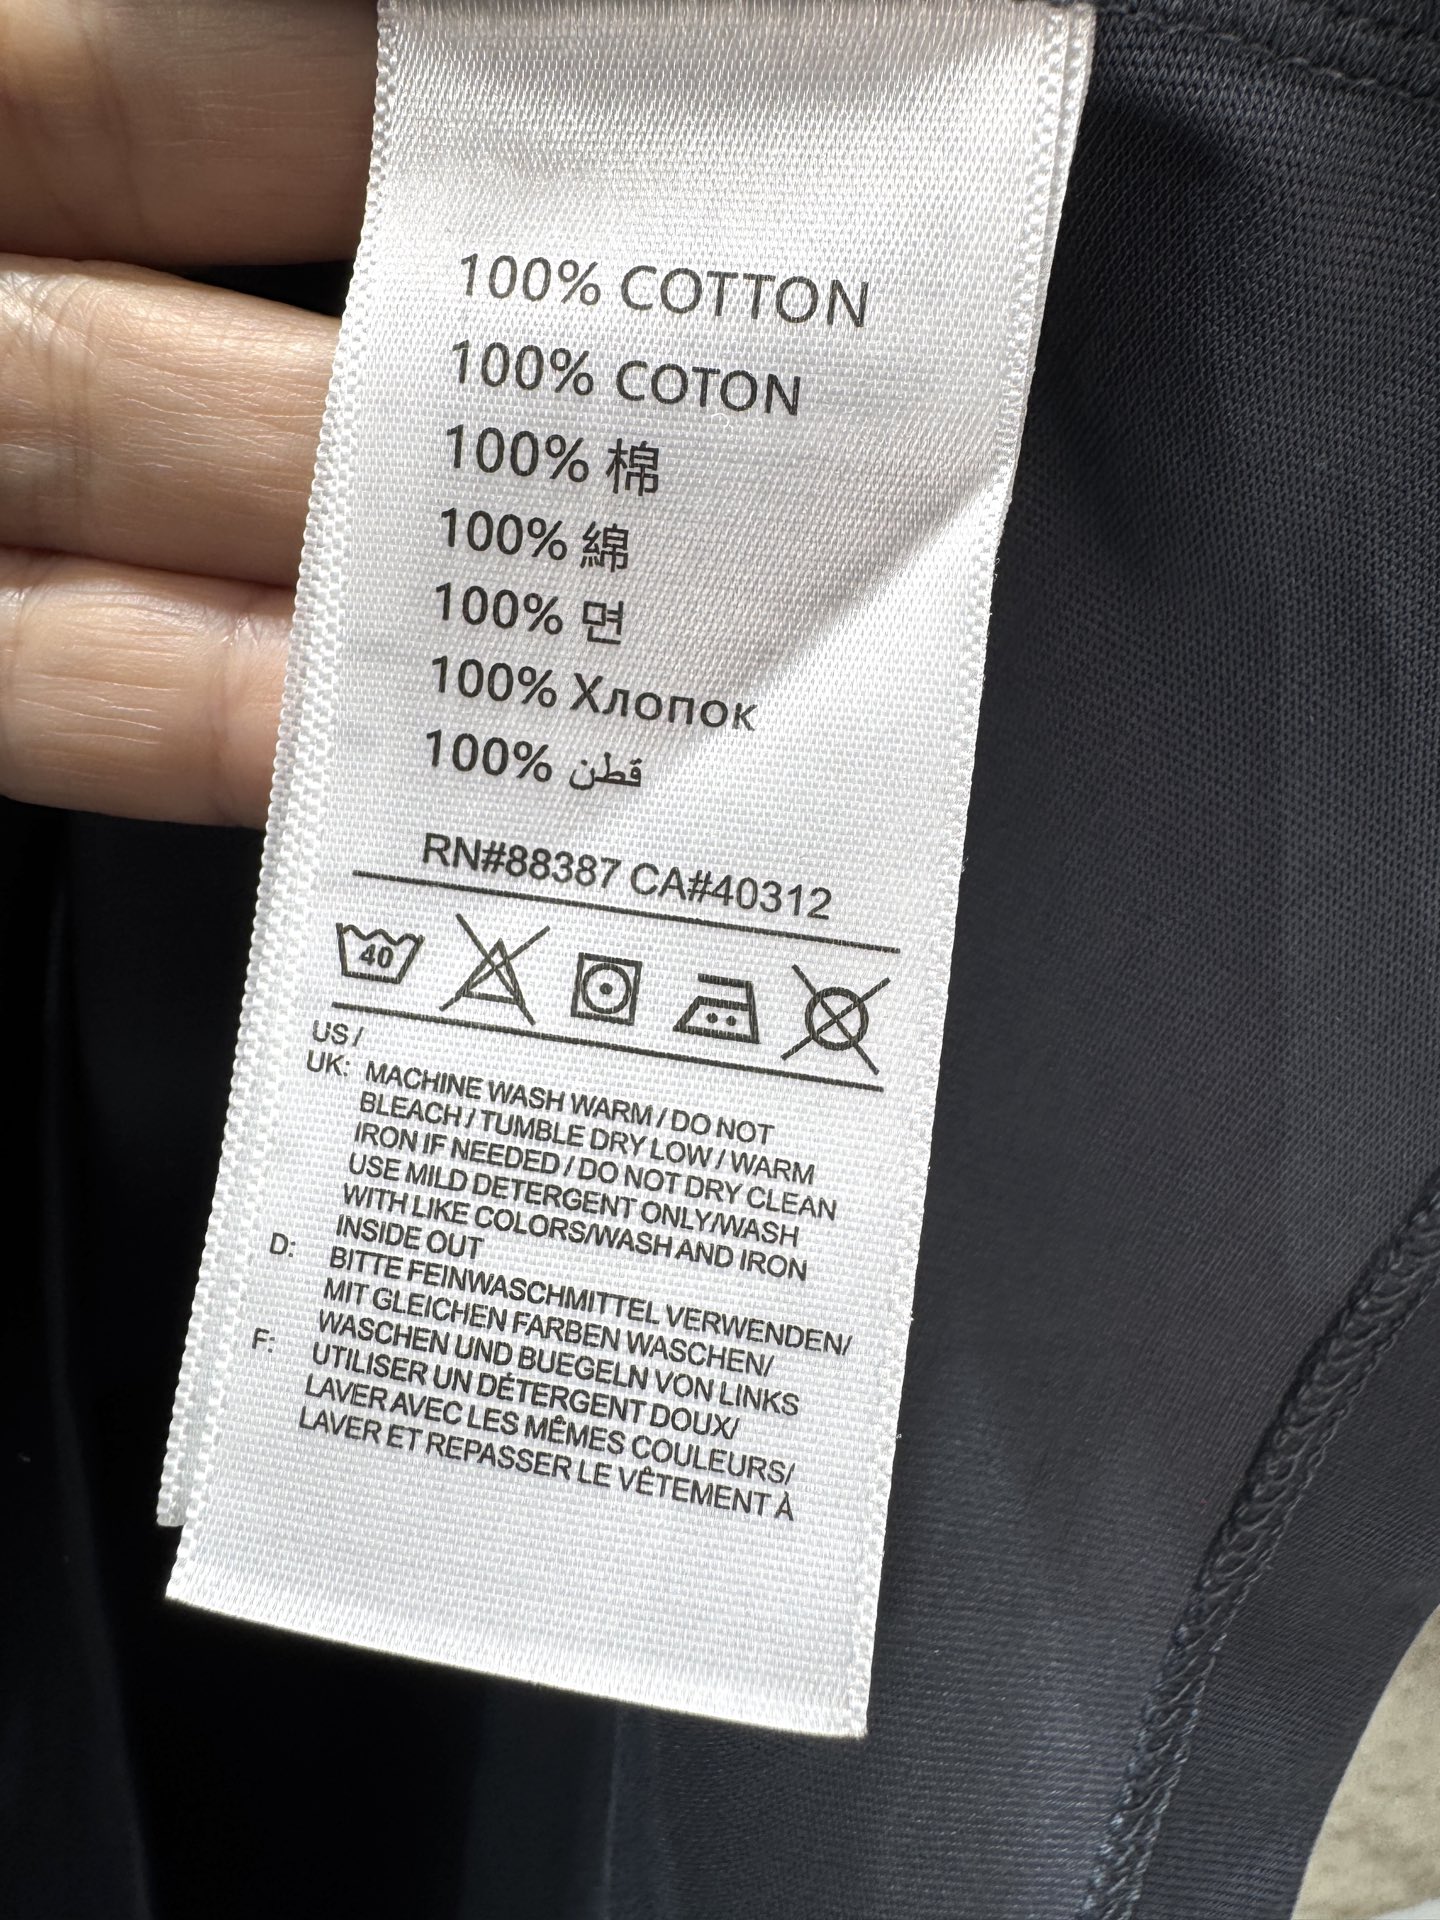 100% COTTON
100% COTON
100% 棉
100% 綿
100% 면
100% Хлопок
100% قطن
RN#88387 CA#40312
40
US /
UK: MACHINE WASH WARM / DO NOT
BLEACH / TUMBLE DRY LOW / WARM
IRON IF NEEDED / DO NOT DRY CLEAN
USE MILD DETERGENT ONLY/WASH
WITH LIKE COLORS/WASH AND IRON
INSIDE OUT
D: BITTE FEINWASCHMITTEL VERWENDEN/
MIT GLEICHEN FARBEN WASCHEN/
WASCHEN UND BUEGELN VON LINKS
F: UTILISER UN DÉTERGENT DOUX/
LAVER AVEC LES MÊMES COULEURS/
LAVER ET REPASSER LE VÊTEMENT À